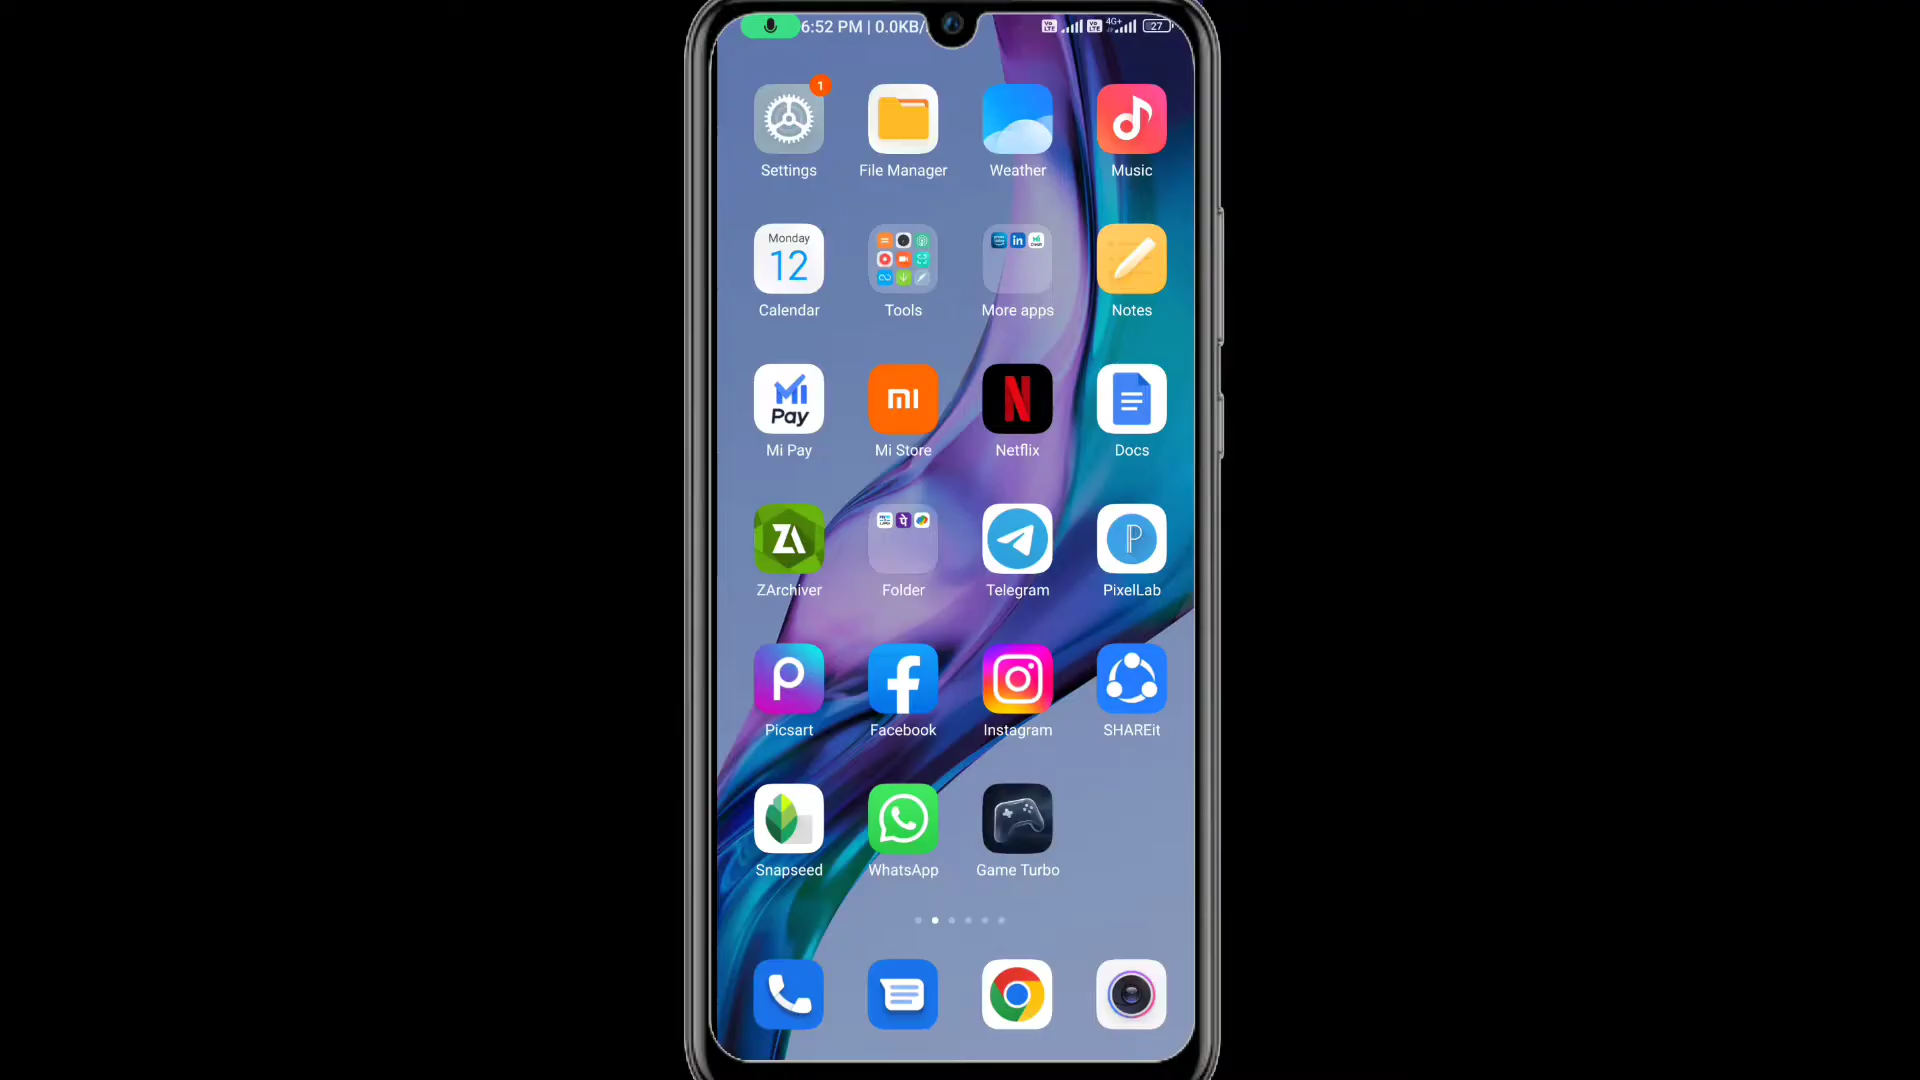 6:52 PM | 0.0KB/
4G+
27
1
Settings
File Manager
Weather
Music
Monday
12
Calendar
Tools
More apps
Notes
MI
Pay
Mi Pay
Mi Store
Netflix
Docs
ZArchiver
Folder
Telegram
PixelLab
Picsart
Facebook
Instagram
SHAREit
Snapseed
WhatsApp
Game Turbo